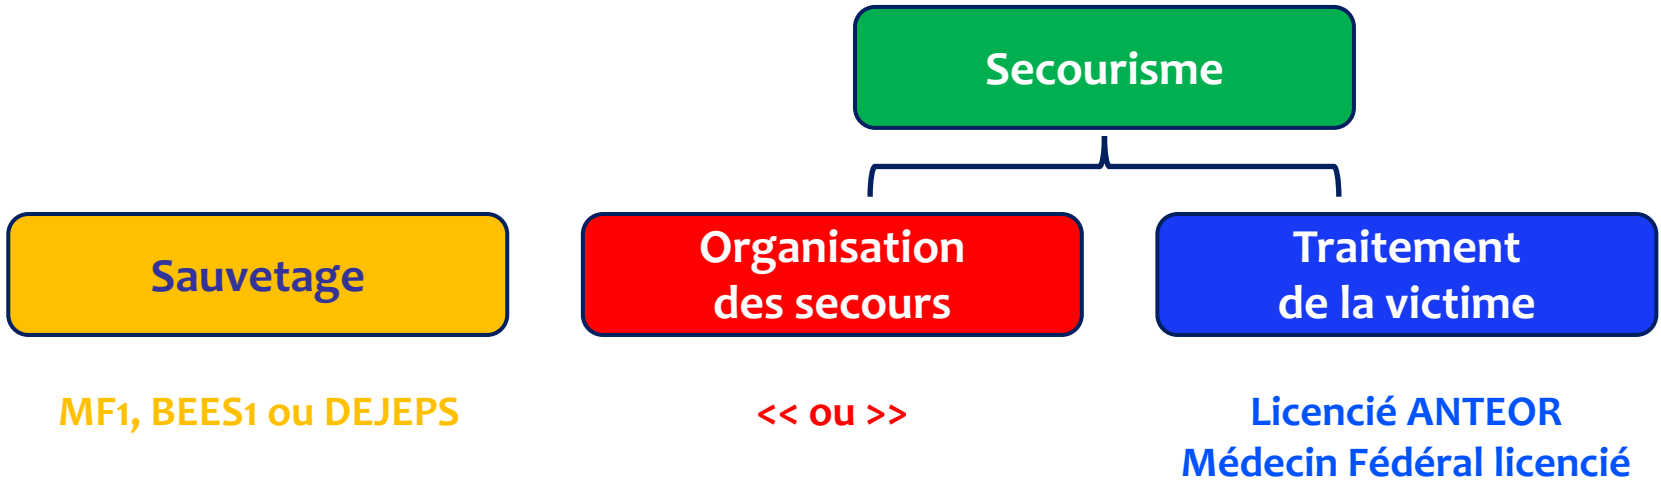 Secourisme
Sauvetage
Organisation
des secours
Traitement
de la victime
MF1, BEES1 ou DEJEPS
<< ou >>
Licencié ANTEOR
Médecin Fédéral licencié